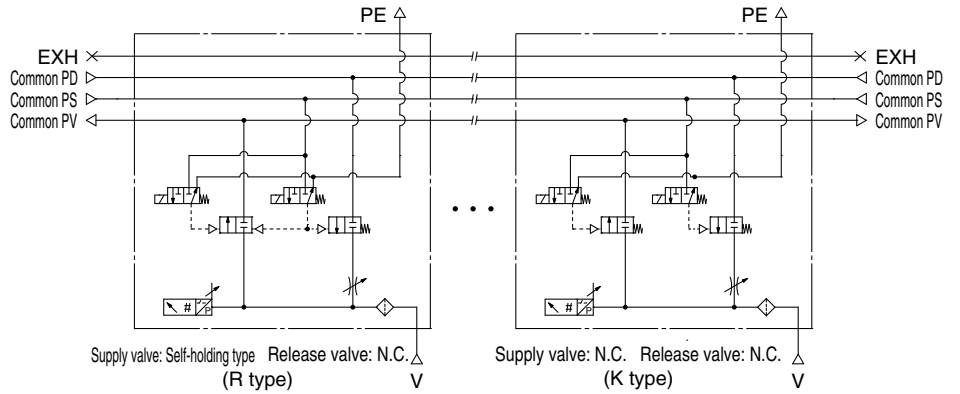 PE PE
EXH EXH
Common PD Common PD
Common PS Common PS
Common PV Common PV
• • •
# P # P
Supply valve: Self-holding type Release valve: N.C. Supply valve: N.C. Release valve: N.C.
(R type) V (K type) V